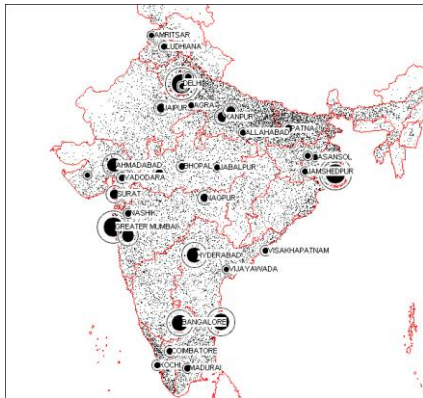 AMRITSAR
LUDHIANA
DELHI
JAIPUR
AGRA
KANPUR
ALLAHABAD
PATNA
AHMADABAD
VADODARA
BHOPAL
JABALPUR
ASANSOL
JAMSHEDPUR
SURAT
NAGPUR
NASHIK
GREATER MUMBAI
HYDERABAD
VISAKHAPATNAM
VIJAYAWADA
BANGALORE
COIMBATORE
KOCHI
MADURAI